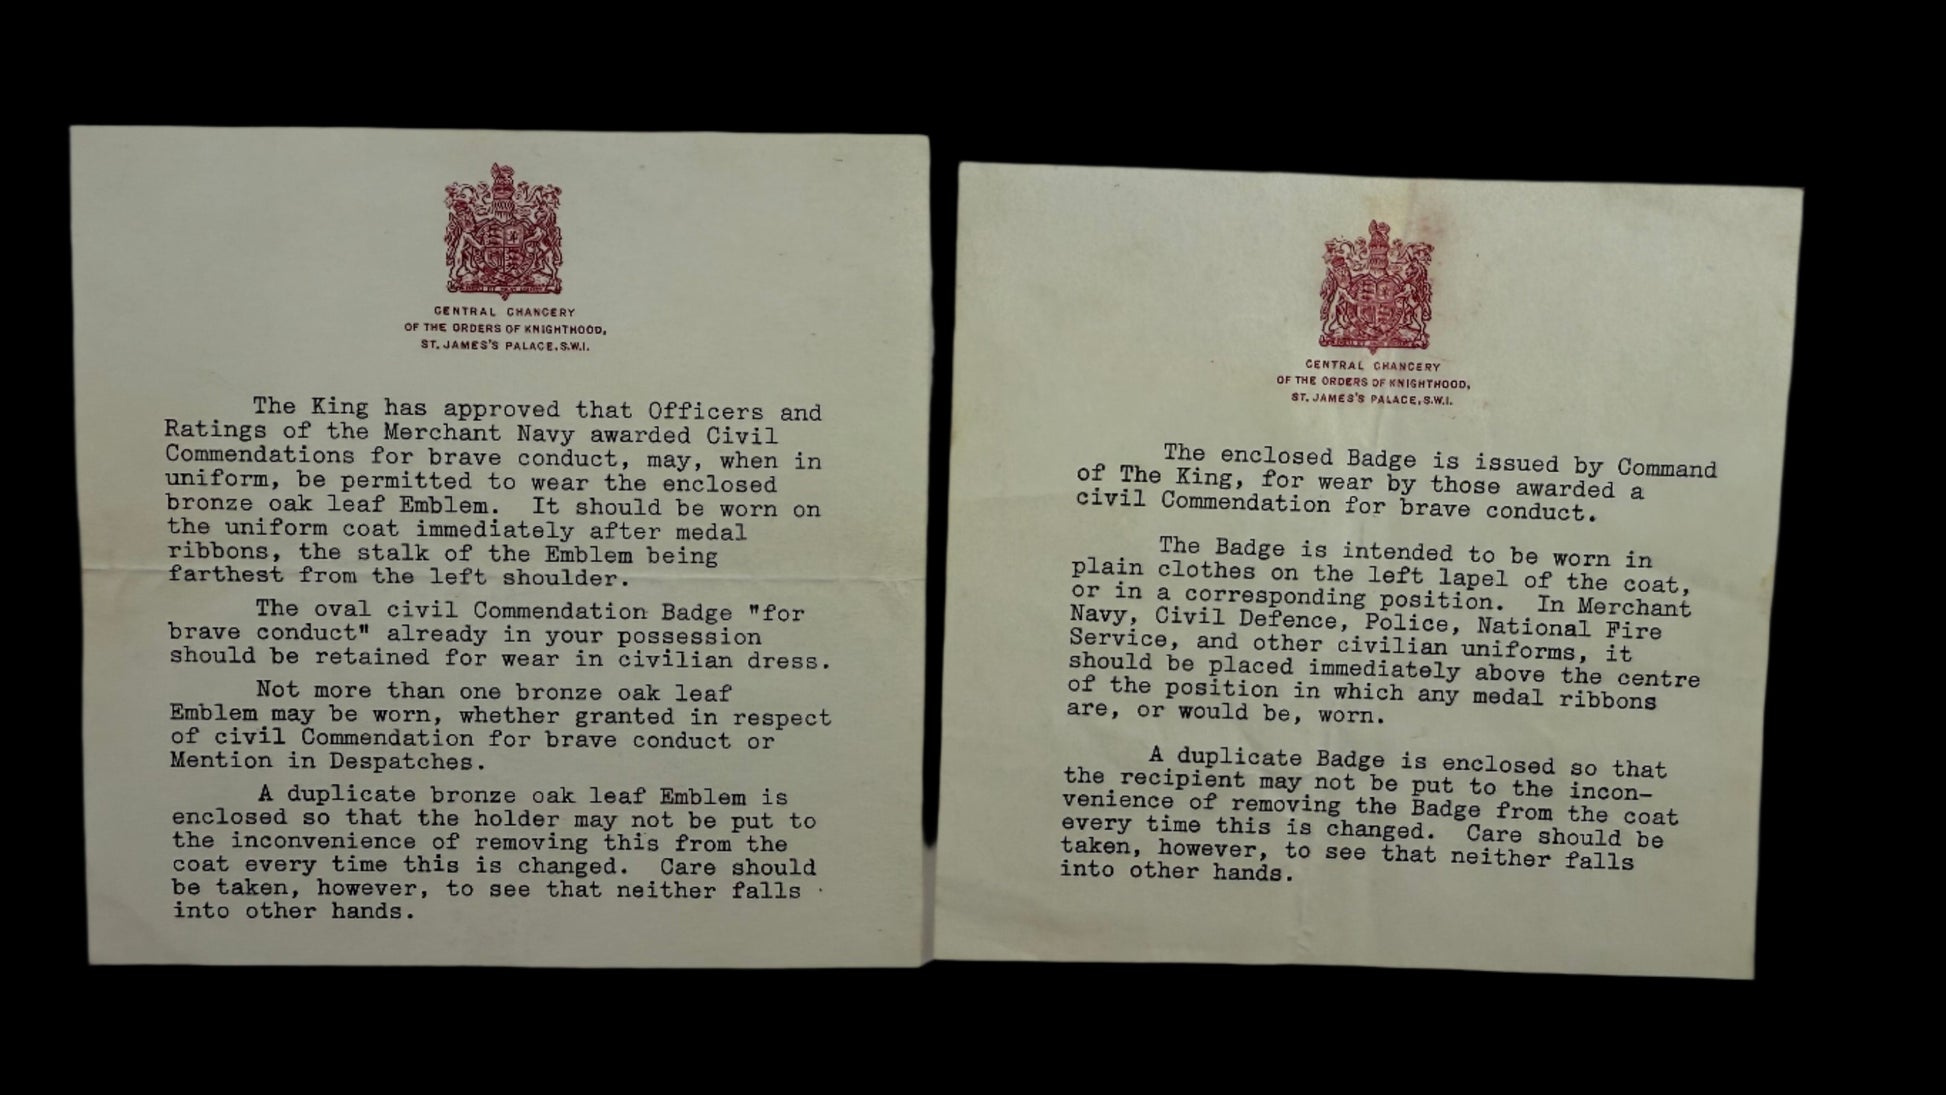 CENTRAL CHANCERY
OF THE ORDERS OF KNIGHTHOOD,
ST. JAMES'S PALACE, S.W.1.
The King has approved that Officers and
Ratings of the Merchant Navy awarded Civil
Commendations for brave conduct, may, when in
uniform, be permitted to wear the enclosed
bronze oak leaf Emblem. It should be worn on
the uniform coat immediately after medal
ribbons, the stalk of the Emblem being
farthest from the left shoulder.
The oval civil Commendation Badge "for
brave conduct" already in your possession
should be retained for wear in civilian dress.
Not more than one bronze oak leaf
Emblem may be worn, whether granted in respect
of civil Commendation for brave conduct or
Mention in Despatches.
A duplicate bronze oak leaf Emblem is
enclosed so that the holder may not be put to
the inconvenience of removing this from the
coat every time this is changed. Care should
be taken, however, to see that neither falls
into other hands.
CENTRAL CHANCERY
OF THE ORDERS OF KNIGHTHOOD,
ST. JAMES'S PALACE, S.W.1.
The enclosed Badge is issued by Command
of The King, for wear by those awarded a
civil Commendation for brave conduct.
The Badge is intended to be worn in
plain clothes on the left lapel of the coat,
or in a corresponding position. In Merchant
Navy, Civil Defence, Police, National Fire
Service, and other civilian uniforms, it
should be placed immediately above the centre
of the position in which any medal ribbons
are, or would be, worn.
A duplicate Badge is enclosed so that
the recipient may not be put to the incon-
venience of removing the Badge from the coat
every time this is changed. Care should be
taken, however, to see that neither falls
into other hands.